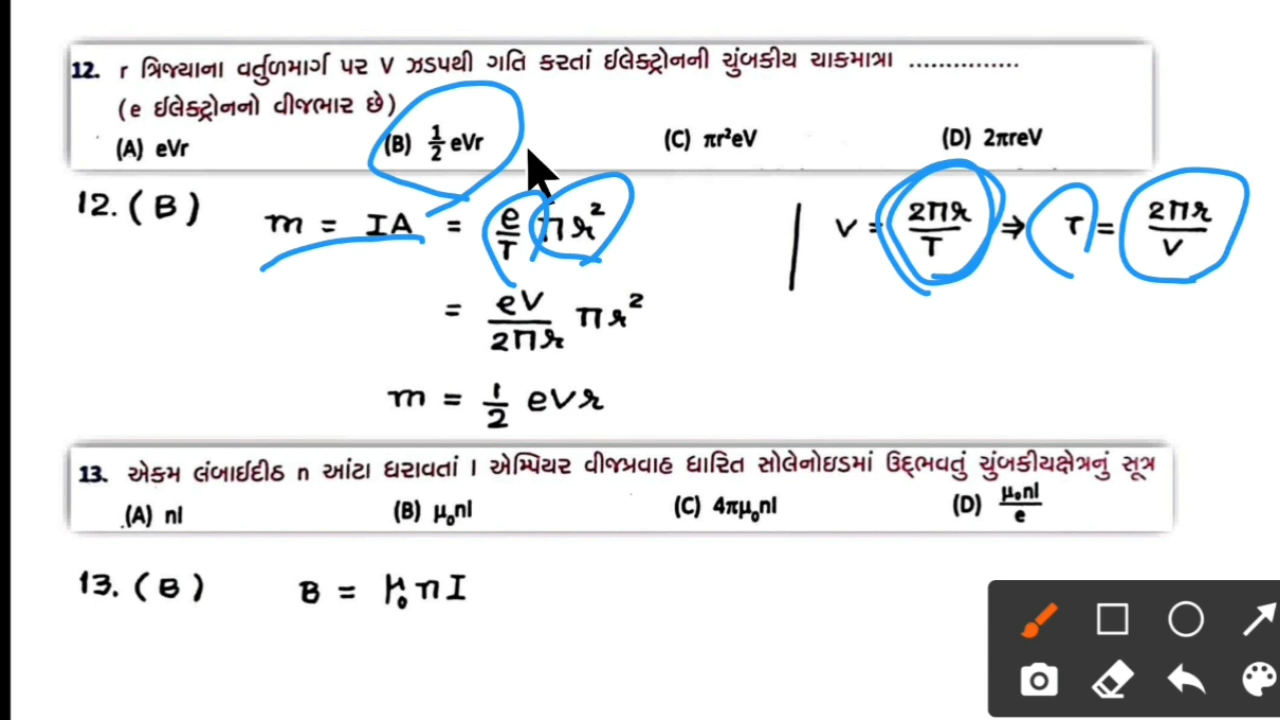 12. r ત્રિજ્યાના વર્તુળમાર્ગ પર V ઝડપથી ગતિ કરતાં ઈલેક્ટ્રોનની ચુંબકીય ચાકમાત્રા ...............
(e ઈલેક્ટ્રોનનો વીજભાર છે)
(A) eVr (B) 1/2 eVr (C) πr²eV (D) 2πreV
12. (B) m = IA = e/T πr² | V = 2πr/T ⇒ T = 2πr/V
= eV/2πr πr²
m = 1/2 eVr
13. એકમ લંબાઈદીઠ n આંટા ધરાવતાં I એમ્પિયર વીજપ્રવાહ ધારિત સોલેનોઇડમાં ઉદ્ભવતું ચુંબકીયક્ષેત્રનું સૂત્ર
(A) nI (B) μ₀nI (C) 4πμ₀nI (D) μ₀nI/e
13. (B) B = μ₀nI